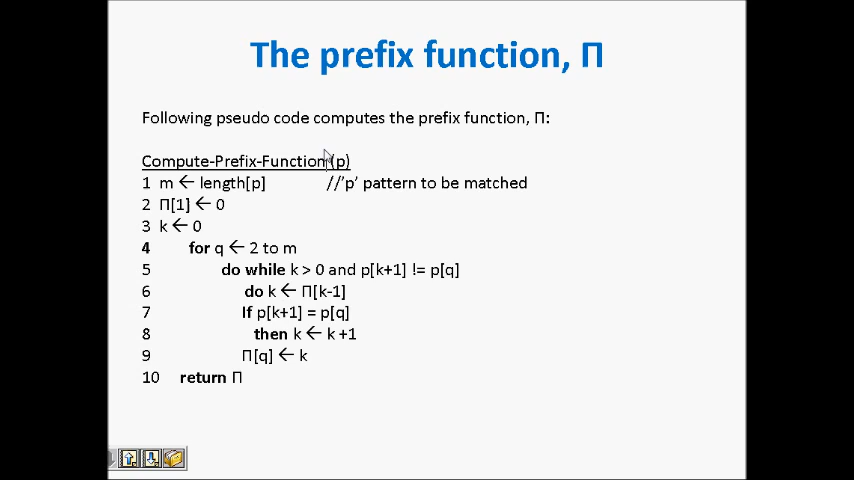 The prefix function, Π
Following pseudo code computes the prefix function, Π:
Compute-Prefix-Function (p)
1 m ← length[p] //’p’ pattern to be matched
2 Π[1] ← 0
3 k ← 0
4 for q ← 2 to m
5 do while k > 0 and p[k+1] != p[q]
6 do k ← Π[k-1]
7 If p[k+1] = p[q]
8 then k ← k +1
9 Π[q] ← k
10 return Π